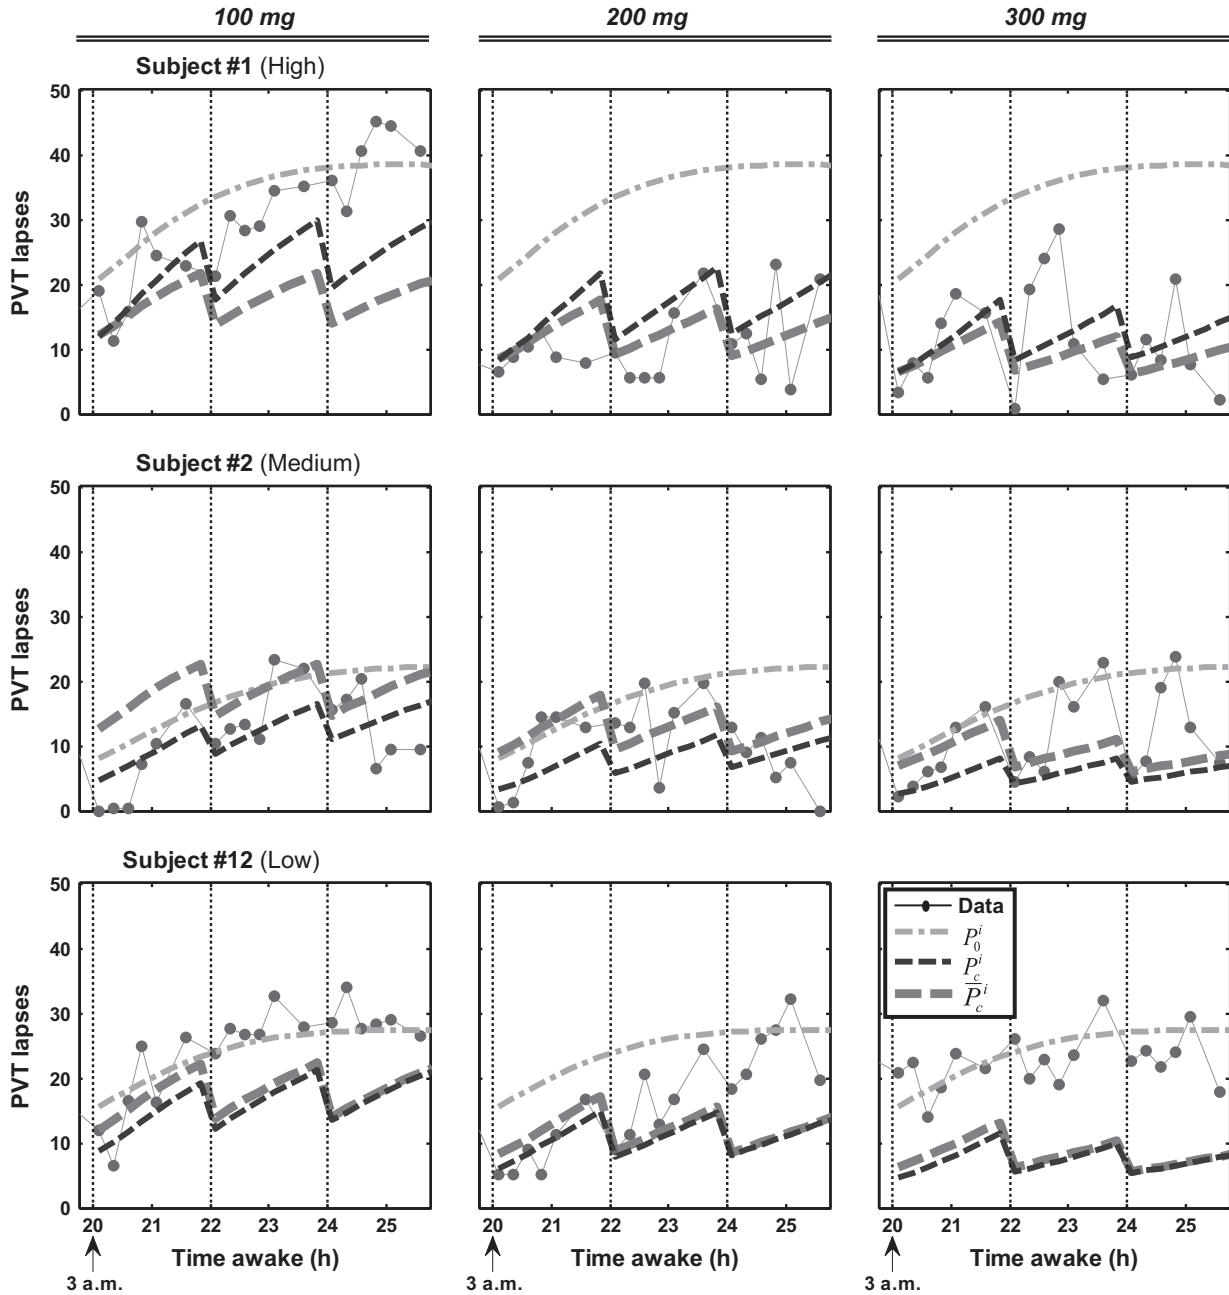 100 mg 200 mg 300 mg
Subject #1 (High)
50
40
30
20
10
0
PVT lapses
Subject #2 (Medium)
50
40
30
20
10
0
PVT lapses
Subject #12 (Low)
50
40
30
20
10
0
PVT lapses
Data
P_0^i
P_c^i
P̅_c^i
20 21 22 23 24 25 20 21 22 23 24 25 20 21 22 23 24 25
Time awake (h) Time awake (h) Time awake (h)
3 a.m. 3 a.m. 3 a.m.